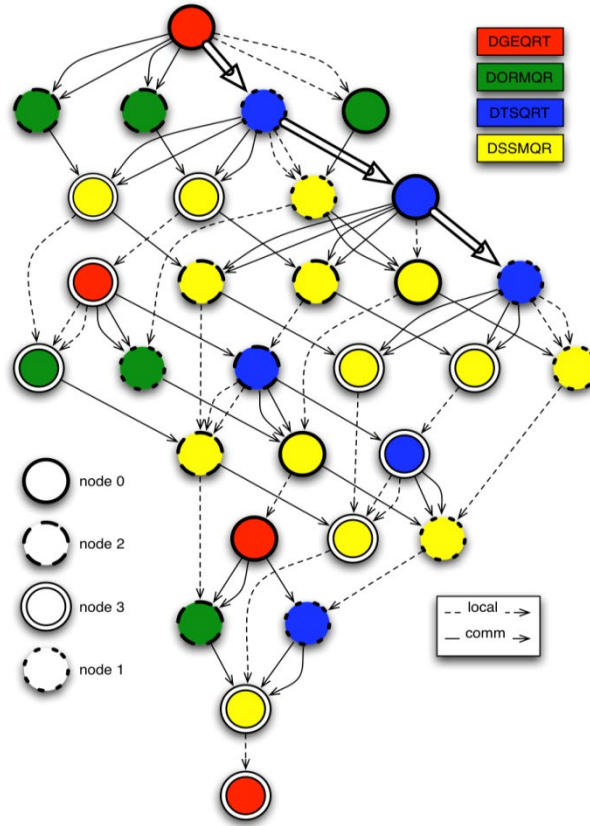 DGEQRT
DORMQR
DTSQRT
DSSMQR
node 0
node 2
node 3
node 1
local
comm